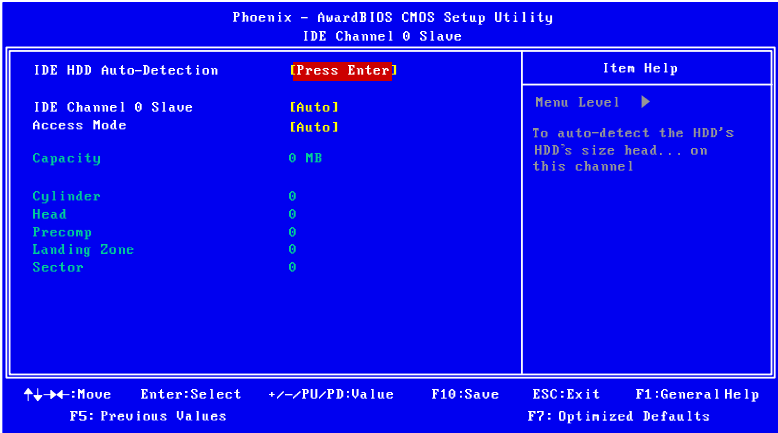 Phoenix - AwardBIOS CMOS Setup Utility
IDE Channel 0 Slave
IDE HDD Auto-Detection [Press Enter]
IDE Channel 0 Slave [Auto]
Access Mode [Auto]
Capacity 0 MB
Cylinder 0
Head 0
Precomp 0
Landing Zone 0
Sector 0
Item Help
Menu Level ▶
To auto-detect the HDD's
HDD's size head... on
this channel
↑↓→←:Move Enter:Select +/-/PU/PD:Value F10:Save ESC:Exit F1:General Help
F5: Previous Values F7: Optimized Defaults